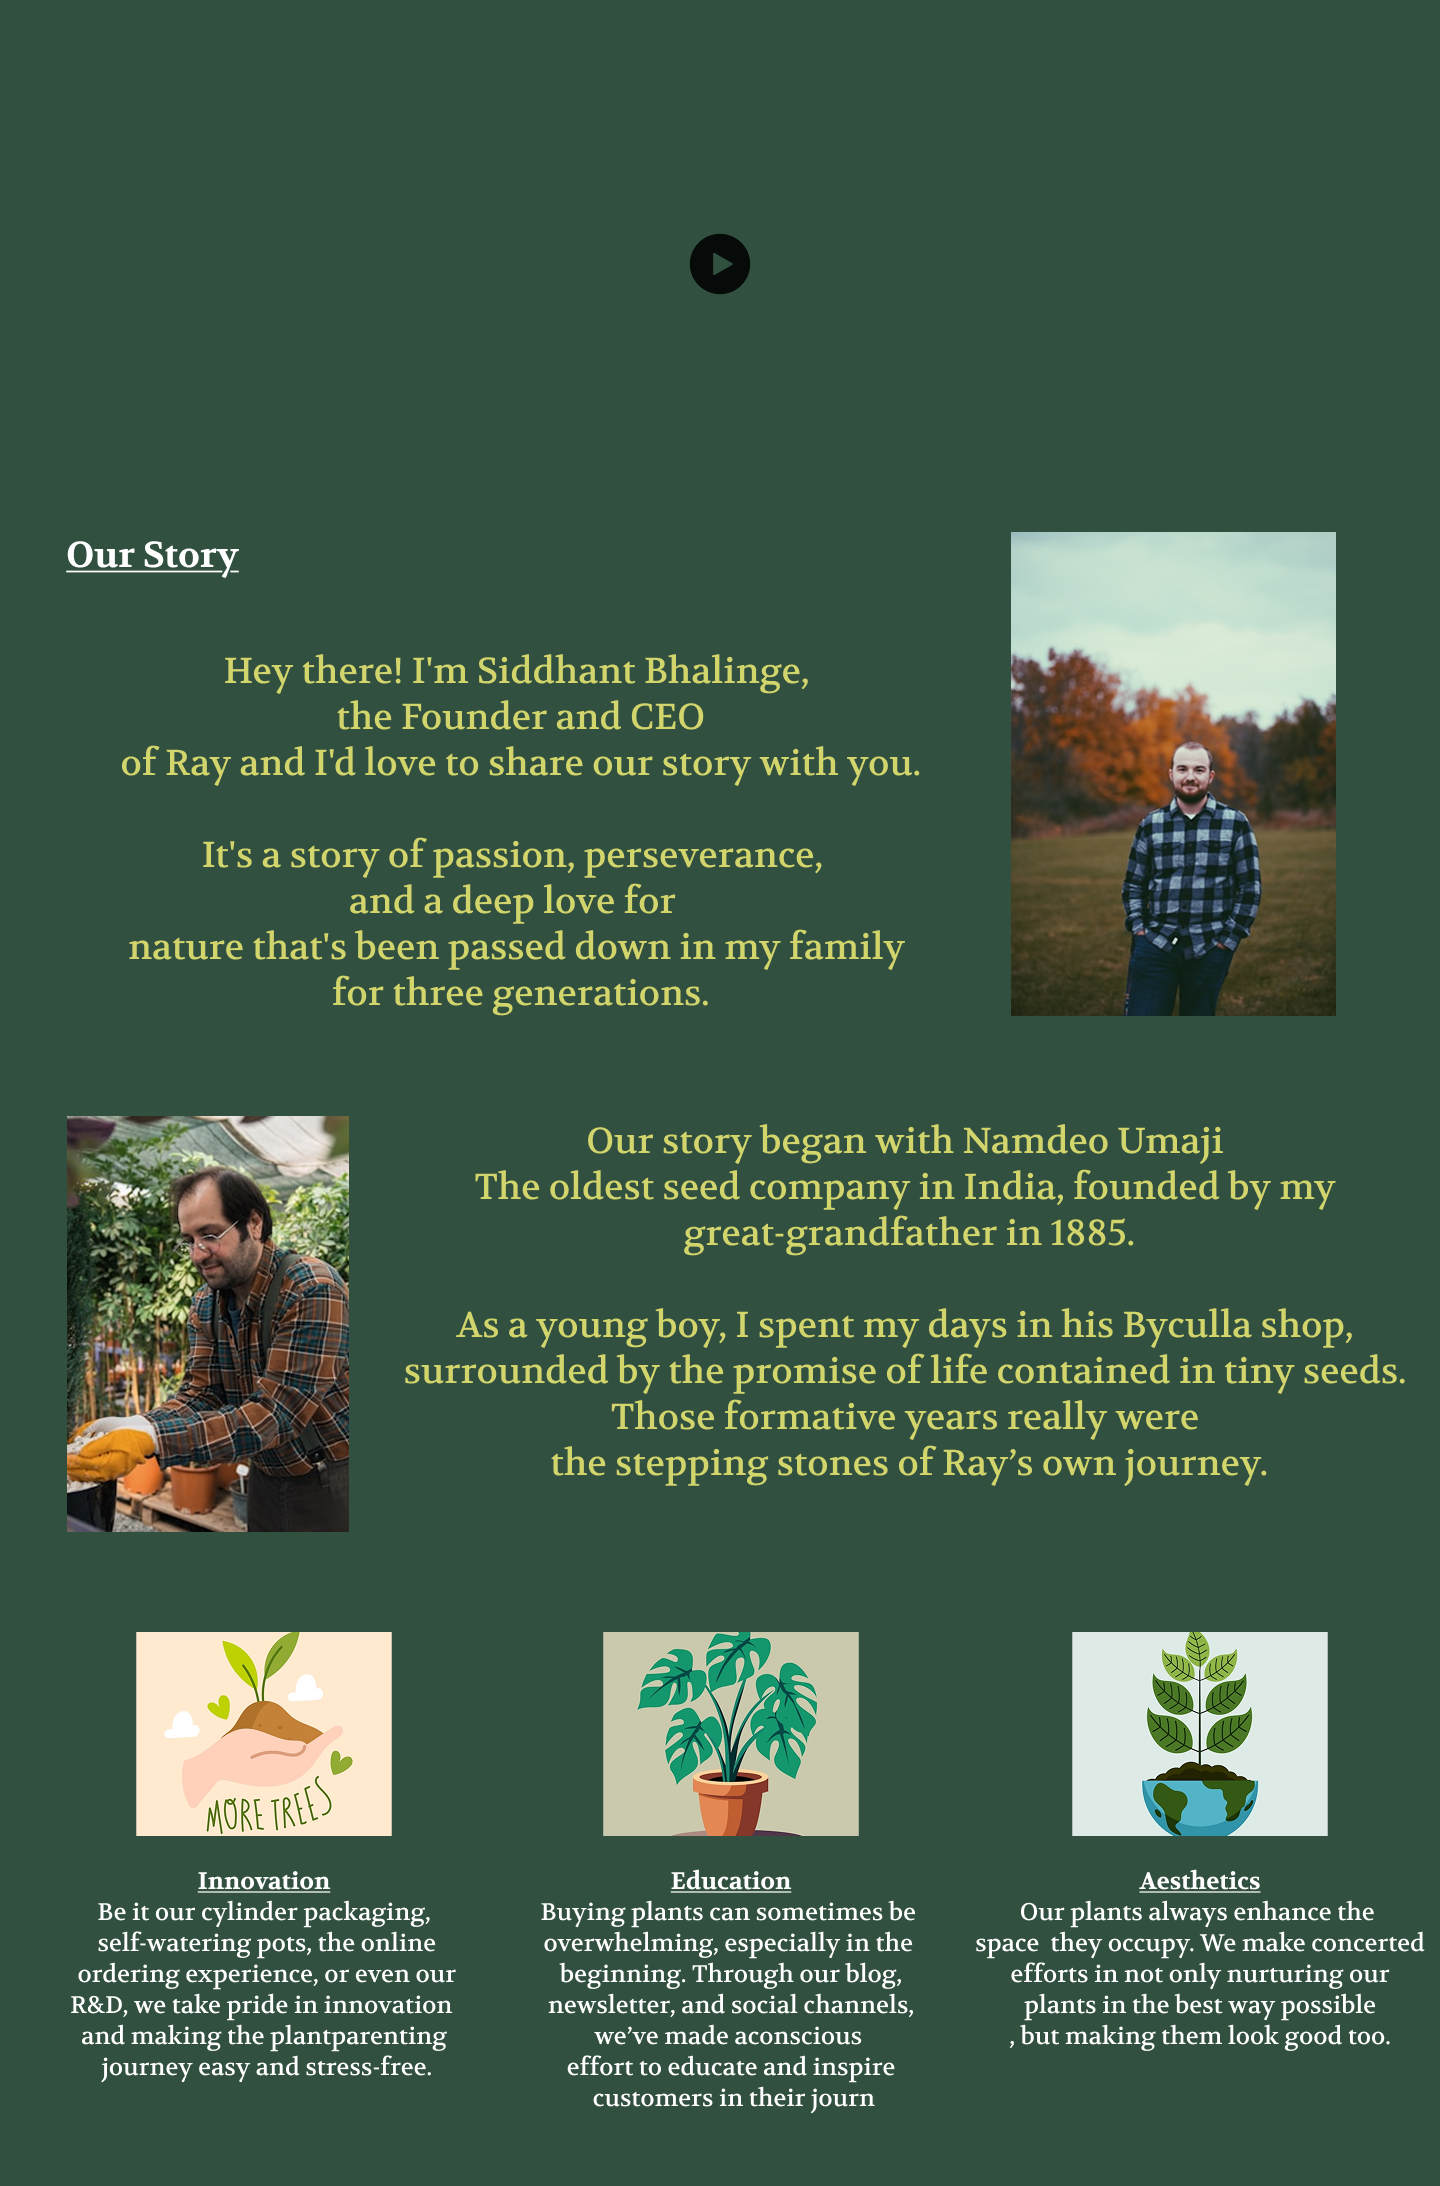 Our Story
Hey there! I'm Siddhant Bhalinge,
the Founder and CEO
of Ray and I'd love to share our story with you.
It's a story of passion, perseverance,
and a deep love for
nature that's been passed down in my family
for three generations.
Our story began with Namdeo Umaji
The oldest seed company in India, founded by my
great-grandfather in 1885.
As a young boy, I spent my days in his Byculla shop,
surrounded by the promise of life contained in tiny seeds.
Those formative years really were
the stepping stones of Ray’s own journey.
MORE TREES
Innovation
Be it our cylinder packaging,
self-watering pots, the online
ordering experience, or even our
R&D, we take pride in innovation
and making the plantparenting
journey easy and stress-free.
Education
Buying plants can sometimes be
overwhelming, especially in the
beginning. Through our blog,
newsletter, and social channels,
we’ve made aconscious
effort to educate and inspire
customers in their journ
Aesthetics
Our plants always enhance the
space  they occupy. We make concerted
efforts in not only nurturing our
plants in the best way possible
, but making them look good too.